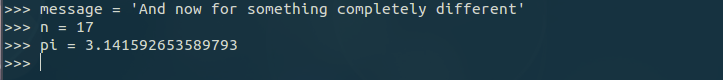 >>> message = 'And now for something completely different'
>>> n = 17
>>> pi = 3.141592653589793
>>>